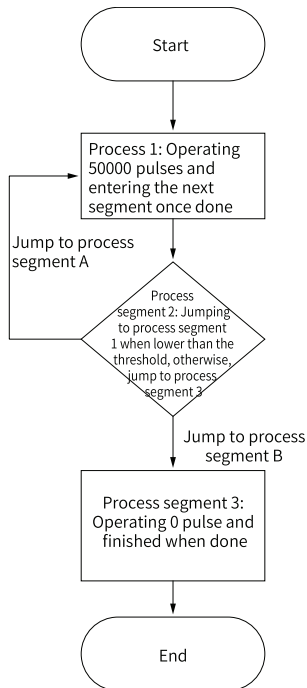 Start
Process 1: Operating
50000 pulses and
entering the next
segment once done
Jump to process
segment A
Process
segment 2: Jumping
to process segment
1 when lower than the
threshold, otherwise,
jump to process
segment 3
Jump to process
segment B
Process segment 3:
Operating 0 pulse and
finished when done
End